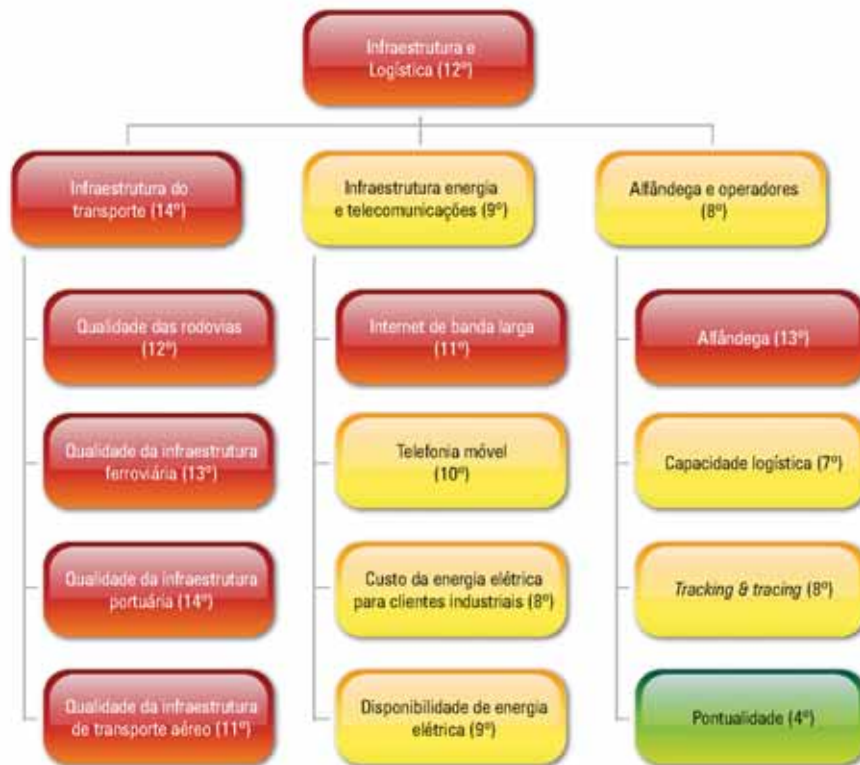 Infraestrutura e
Logística (12º)
Infraestrutura do
transporte (14º)
Infraestrutura energia
e telecomunicações (9º)
Alfândega e operadores
(8º)
Qualidade das rodovias
(12º)
Internet de banda larga
(11º)
Alfândega (13º)
Qualidade da infraestrutura
ferroviária (13º)
Telefonia móvel
(10º)
Capacidade logística (7º)
Qualidade da infraestrutura
portuária (14º)
Custo da energia elétrica
para clientes industriais (8º)
Tracking & tracing (8º)
Qualidade da infraestrutura
de transporte aéreo (11º)
Disponibilidade de energia
elétrica (9º)
Pontualidade (4º)